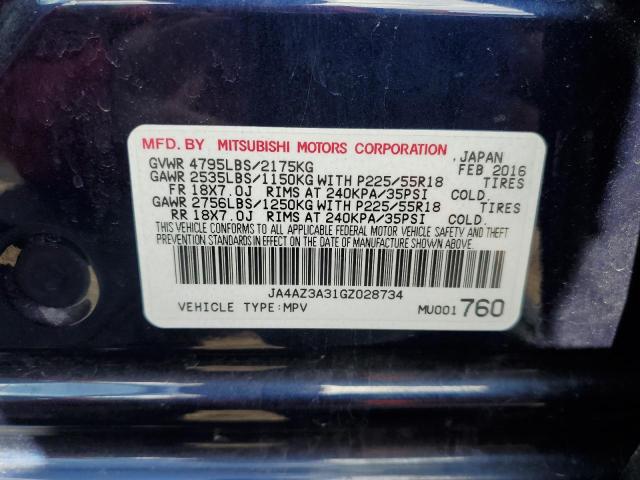 MFD. BY MITSUBISHI MOTORS CORPORATION, JAPAN
GVWR 4795LBS/2175KG FEB 2016
GAWR 2535LBS/1150KG WITH P225/55R18 TIRES
FR 18X7.0J RIMS AT 240KPA/35PSI COLD.
GAWR 2756LBS/1250KG WITH P225/55R18 TIRES
RR 18X7.0J RIMS AT 240KPA/35PSI COLD.
THIS VEHICLE CONFORMS TO ALL APPLICABLE FEDERAL MOTOR VEHICLE SAFETY AND THEFT
PREVENTION STANDARDS IN EFFECT ON THE DATE OF MANUFACTURE SHOWN ABOVE.
JA4AZ3A31GZ028734
VEHICLE TYPE:MPV MU001 760